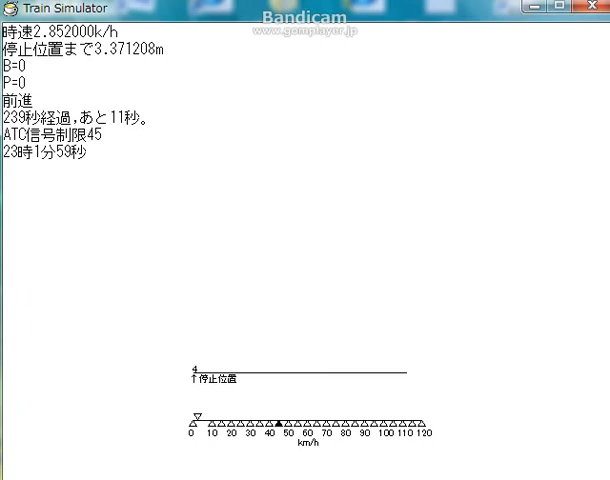 Train Simulator
Bandicam
www.gomplayer.jp
時速2.852000k/h
停止位置まで3.371208m
B=0
P=0
前進
239秒経過,あと11秒。
ATC信号制限45
23時1分59秒
4
↑停止位置
0 10 20 30 40 50 60 70 80 90 100 110 120
km/h